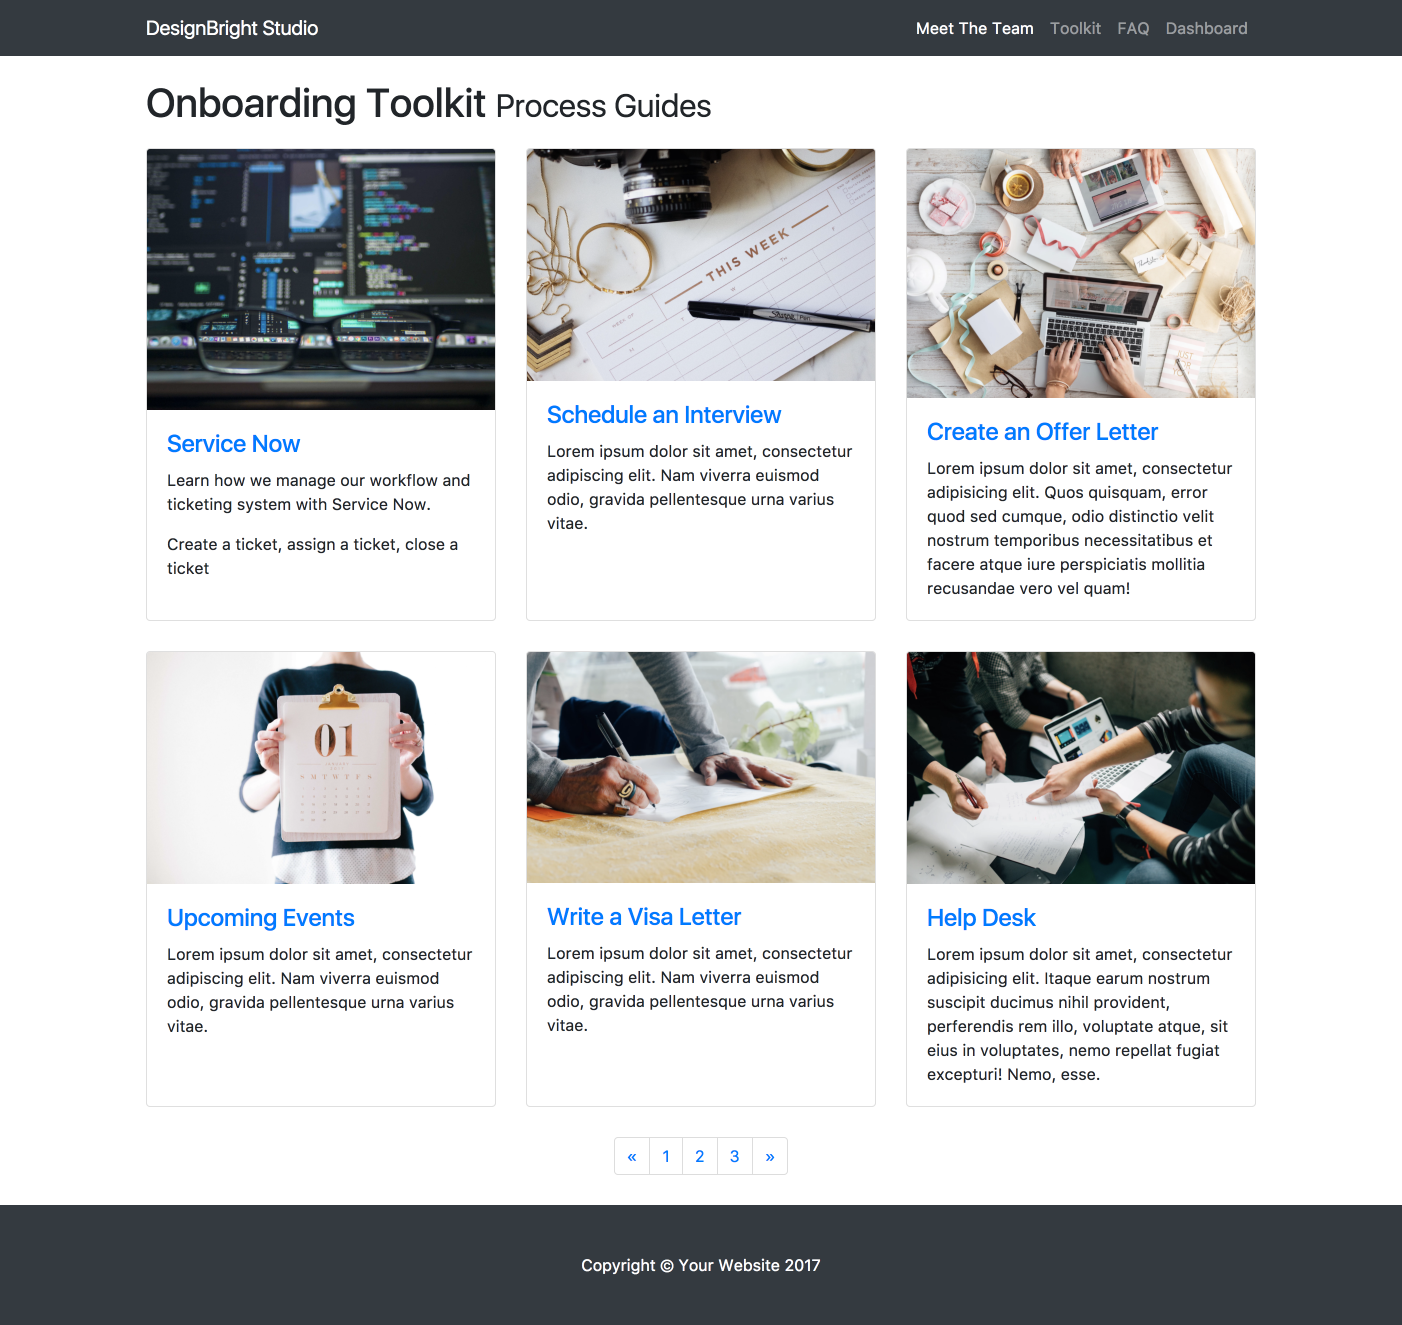 DesignBright Studio
Meet The Team Toolkit FAQ Dashboard
Onboarding Toolkit Process Guides
THIS WEEK
Sharpie Pen
Service Now
Learn how we manage our workflow and
ticketing system with Service Now.
Create a ticket, assign a ticket, close a
ticket
Schedule an Interview
Lorem ipsum dolor sit amet, consectetur
adipiscing elit. Nam viverra euismod
odio, gravida pellentesque urna varius
vitae.
Create an Offer Letter
Lorem ipsum dolor sit amet, consectetur
adipisicing elit. Quos quisquam, error
quod sed cumque, odio distinctio velit
nostrum temporibus necessitatibus et
facere atque iure perspiciatis mollitia
recusandae vero vel quam!
01
S M T W T F S
Upcoming Events
Lorem ipsum dolor sit amet, consectetur
adipiscing elit. Nam viverra euismod
odio, gravida pellentesque urna varius
vitae.
Write a Visa Letter
Lorem ipsum dolor sit amet, consectetur
adipiscing elit. Nam viverra euismod
odio, gravida pellentesque urna varius
vitae.
Help Desk
Lorem ipsum dolor sit amet, consectetur
adipisicing elit. Itaque earum nostrum
suscipit ducimus nihil provident,
perferendis rem illo, voluptate atque, sit
eius in voluptates, nemo repellat fugiat
excepturi! Nemo, esse.
« 1 2 3 »
Copyright © Your Website 2017